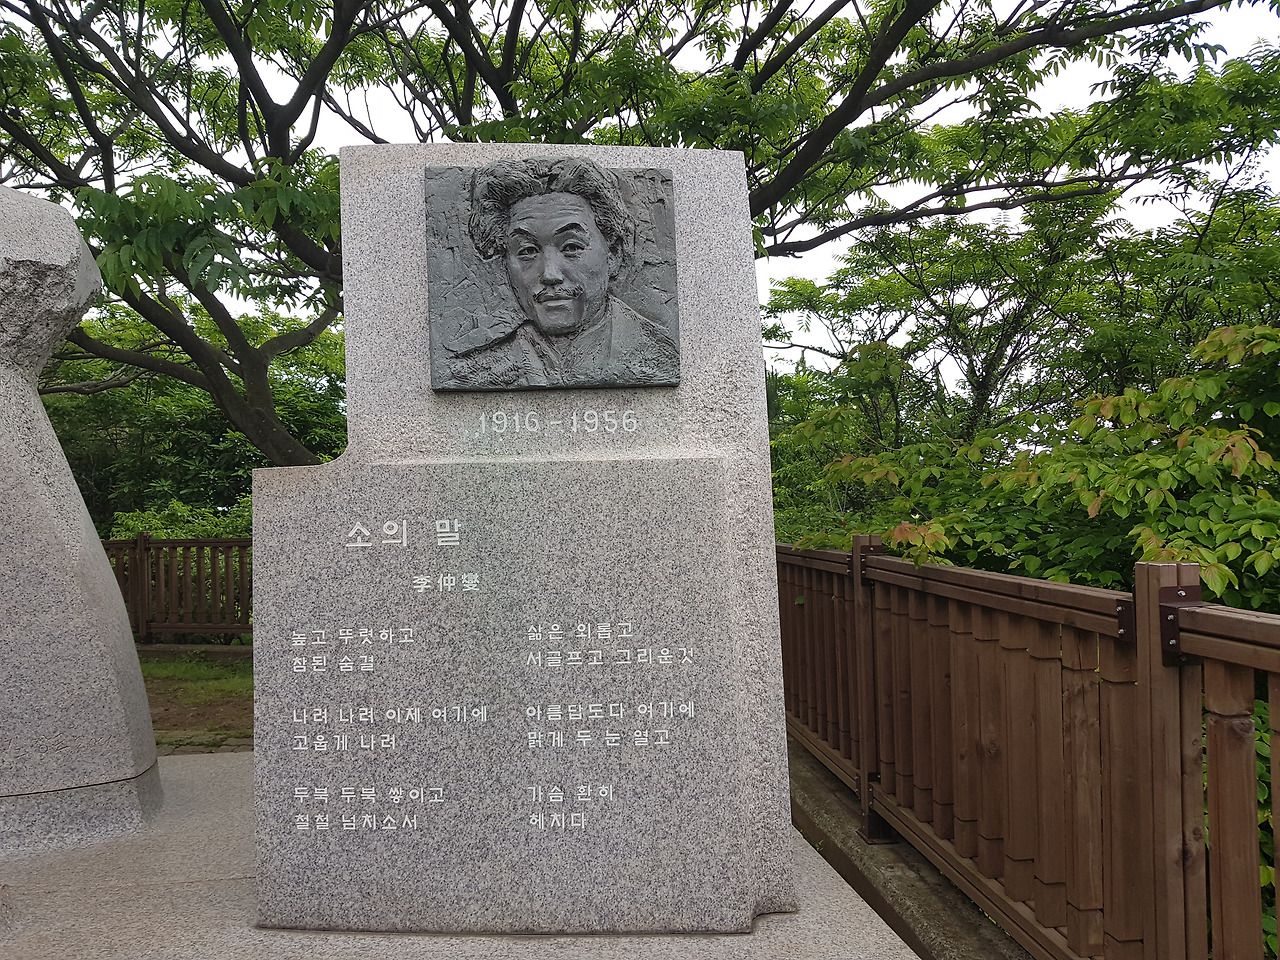 1916 - 1956
소의 말
李仲燮
높고 뚜렷하고
참된 숨결
나려 나려 이제 여기에
고웁게 나려
두북 두북 쌓이고
철철 넘치소서
삶은 외롭고
서글프고 그리운것
아름답도다 여기에
맑게 두 눈 열고
가슴 환히
헤치다